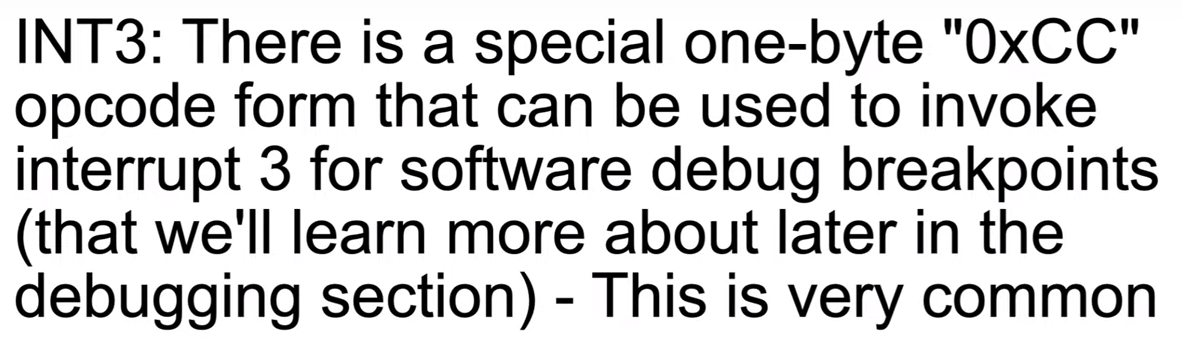 INT3: There is a special one-byte "0xCC"
opcode form that can be used to invoke
interrupt 3 for software debug breakpoints
(that we'll learn more about later in the
debugging section) - This is very common